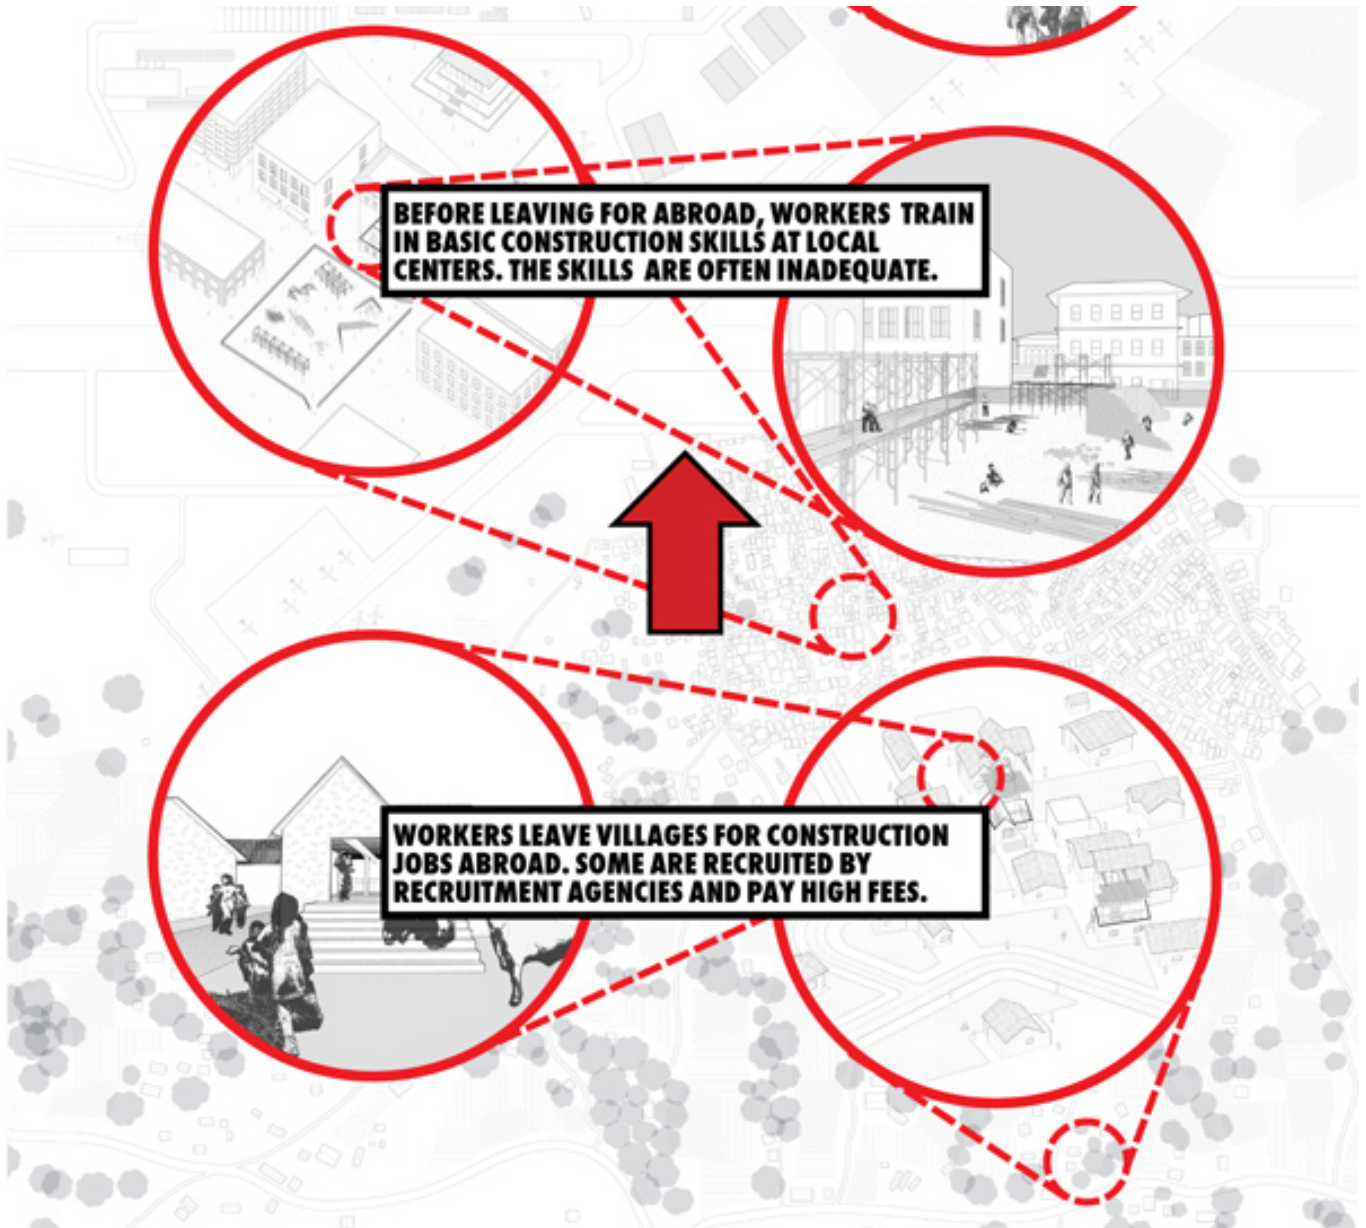 BEFORE LEAVING FOR ABROAD, WORKERS TRAIN
IN BASIC CONSTRUCTION SKILLS AT LOCAL
CENTERS. THE SKILLS ARE OFTEN INADEQUATE.
WORKERS LEAVE VILLAGES FOR CONSTRUCTION
JOBS ABROAD. SOME ARE RECRUITED BY
RECRUITMENT AGENCIES AND PAY HIGH FEES.